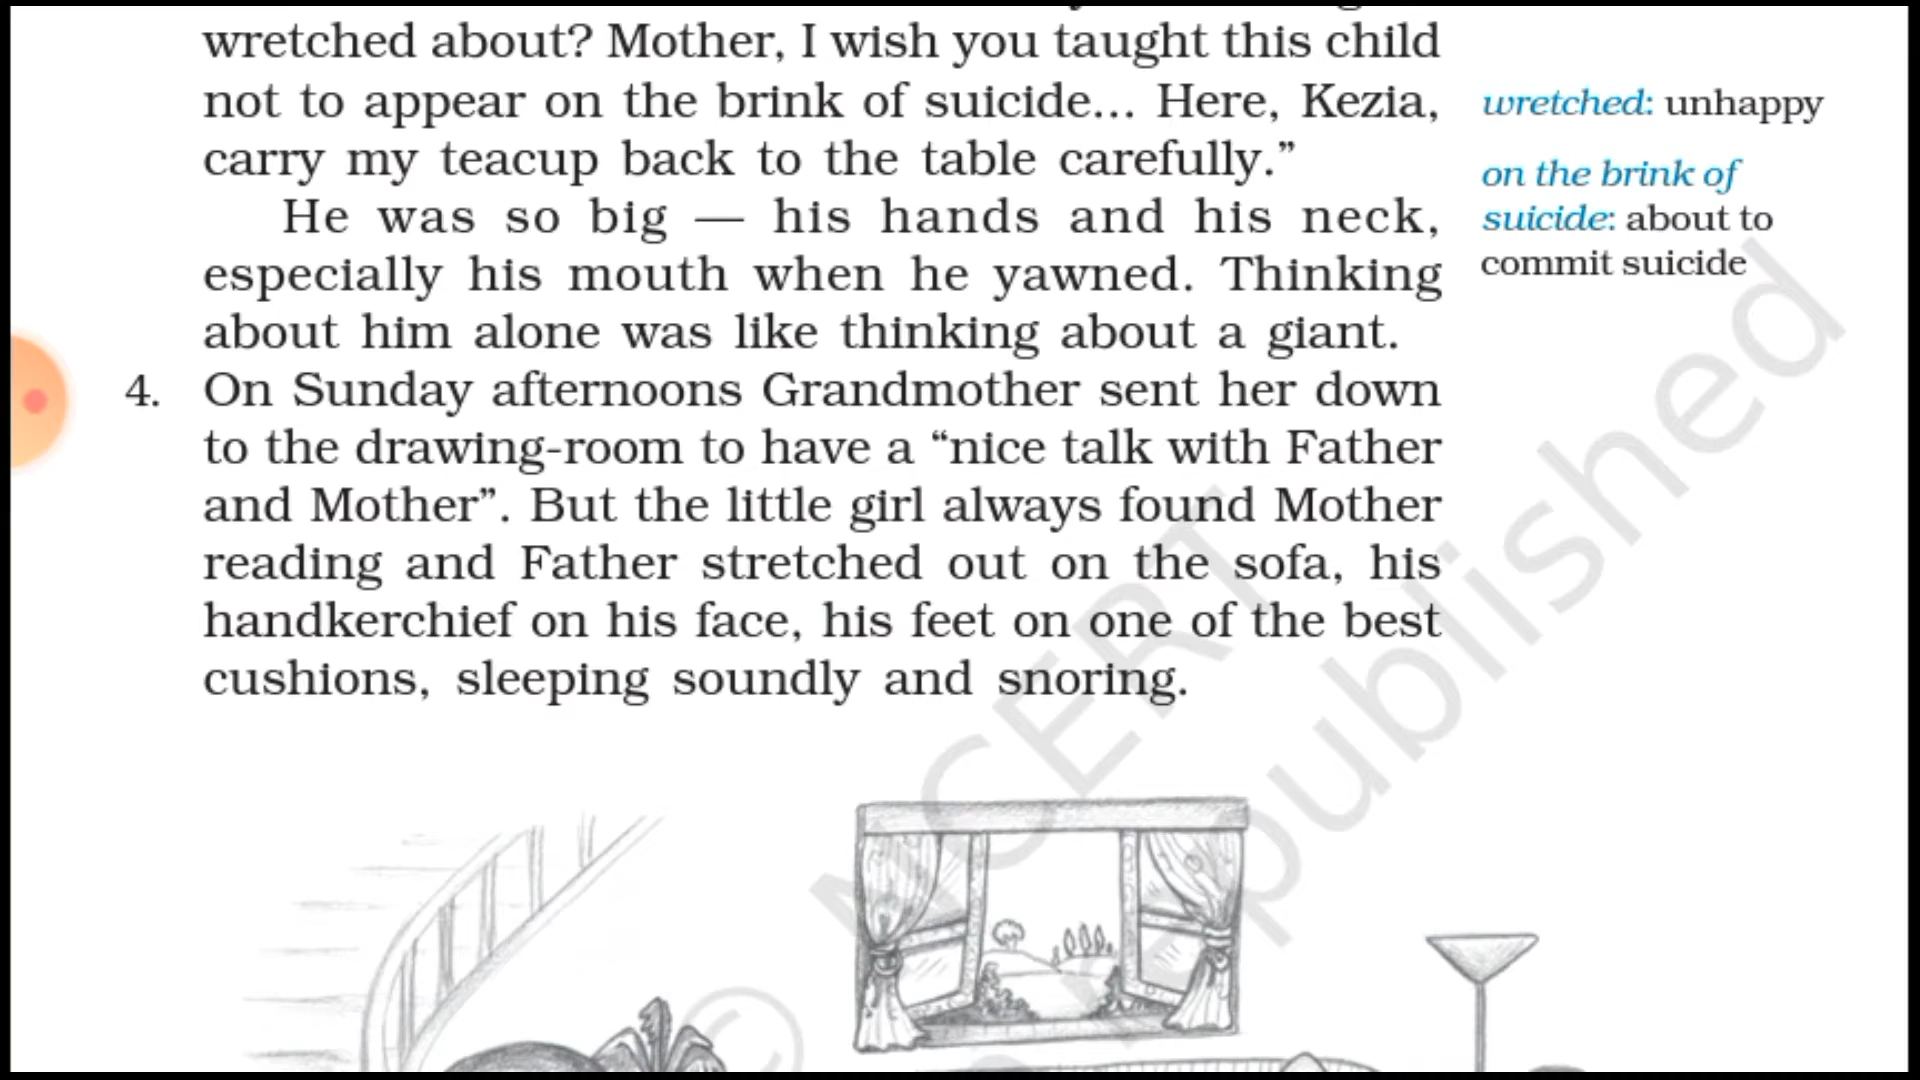 wretched about? Mother, I wish you taught this child
not to appear on the brink of suicide... Here, Kezia,
carry my teacup back to the table carefully.”
He was so big — his hands and his neck,
especially his mouth when he yawned. Thinking
about him alone was like thinking about a giant.
4. On Sunday afternoons Grandmother sent her down
to the drawing-room to have a “nice talk with Father
and Mother”. But the little girl always found Mother
reading and Father stretched out on the sofa, his
handkerchief on his face, his feet on one of the best
cushions, sleeping soundly and snoring.
wretched: unhappy
on the brink of
suicide: about to
commit suicide
© NCERT
published